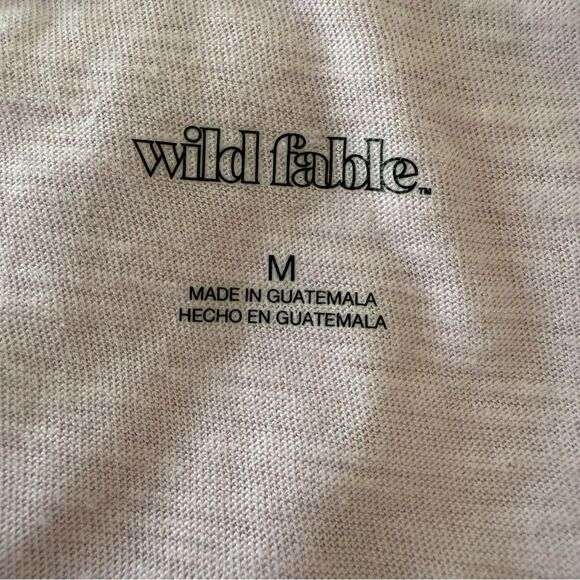 wild fable™
M
MADE IN GUATEMALA
HECHO EN GUATEMALA